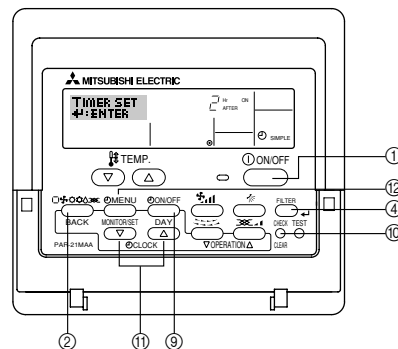 MITSUBISHI ELECTRIC
TIMER SET
↵:ENTER
2 Hr ON
AFTER
SIMPLE
TEMP.
ON/OFF
①
⑫
MENU
ON/OFF
FILTER
④
BACK
MONITOR/SET
DAY
CHECK TEST
⑩
PAR-21MAA
CLOCK
▽OPERATION△
CLEAR
② ⑪ ⑨